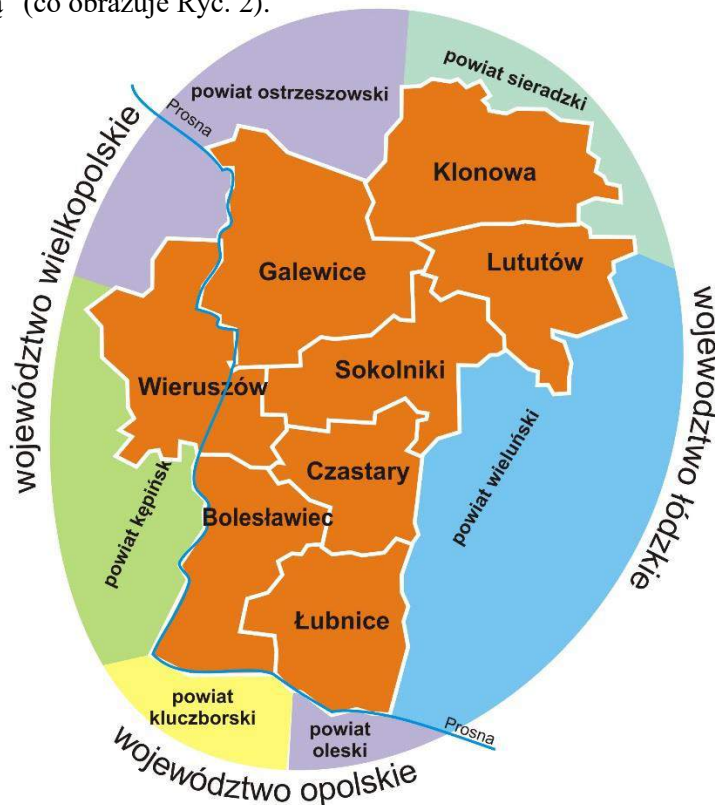 ą" (co obrazuje Ryc. 2).
powiat ostrzeszowski
powiat sieradzki
Prosna
województwo wielkopolskie
Klonowa
Galewice
Lututów
województwo łódzkie
Sokolniki
Wieruszów
powiat kępińsk
Czastary
powiat wieluński
Bolesławiec
Łubnice
powiat
kluczborski
powiat
oleski
Prosna
województwo opolskie